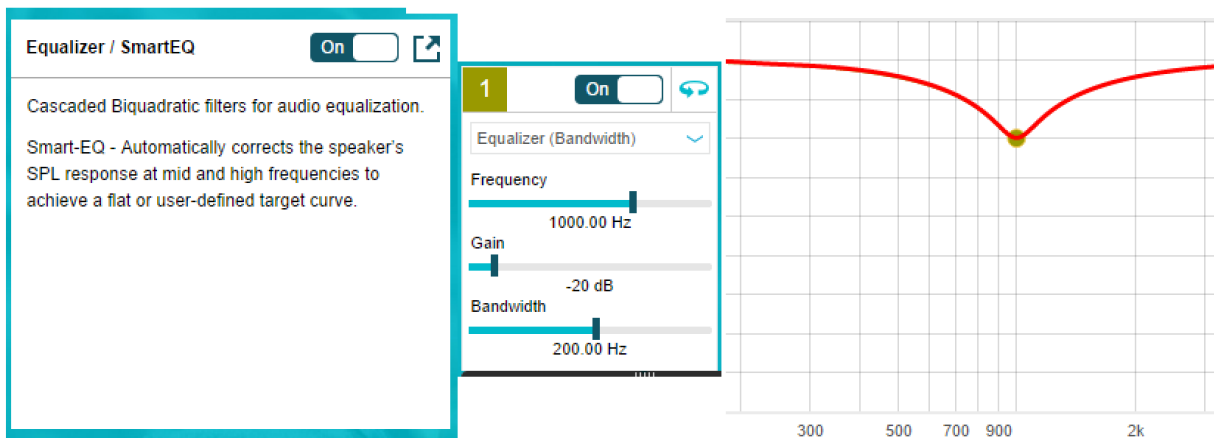 Equalizer / SmartEQ
On
Cascaded Biquadratic filters for audio equalization.
Smart-EQ - Automatically corrects the speaker's
SPL response at mid and high frequencies to
achieve a flat or user-defined target curve.
1
On
Equalizer (Bandwidth)
Frequency
1000.00 Hz
Gain
-20 dB
Bandwidth
200.00 Hz
300 500 700 900 2k